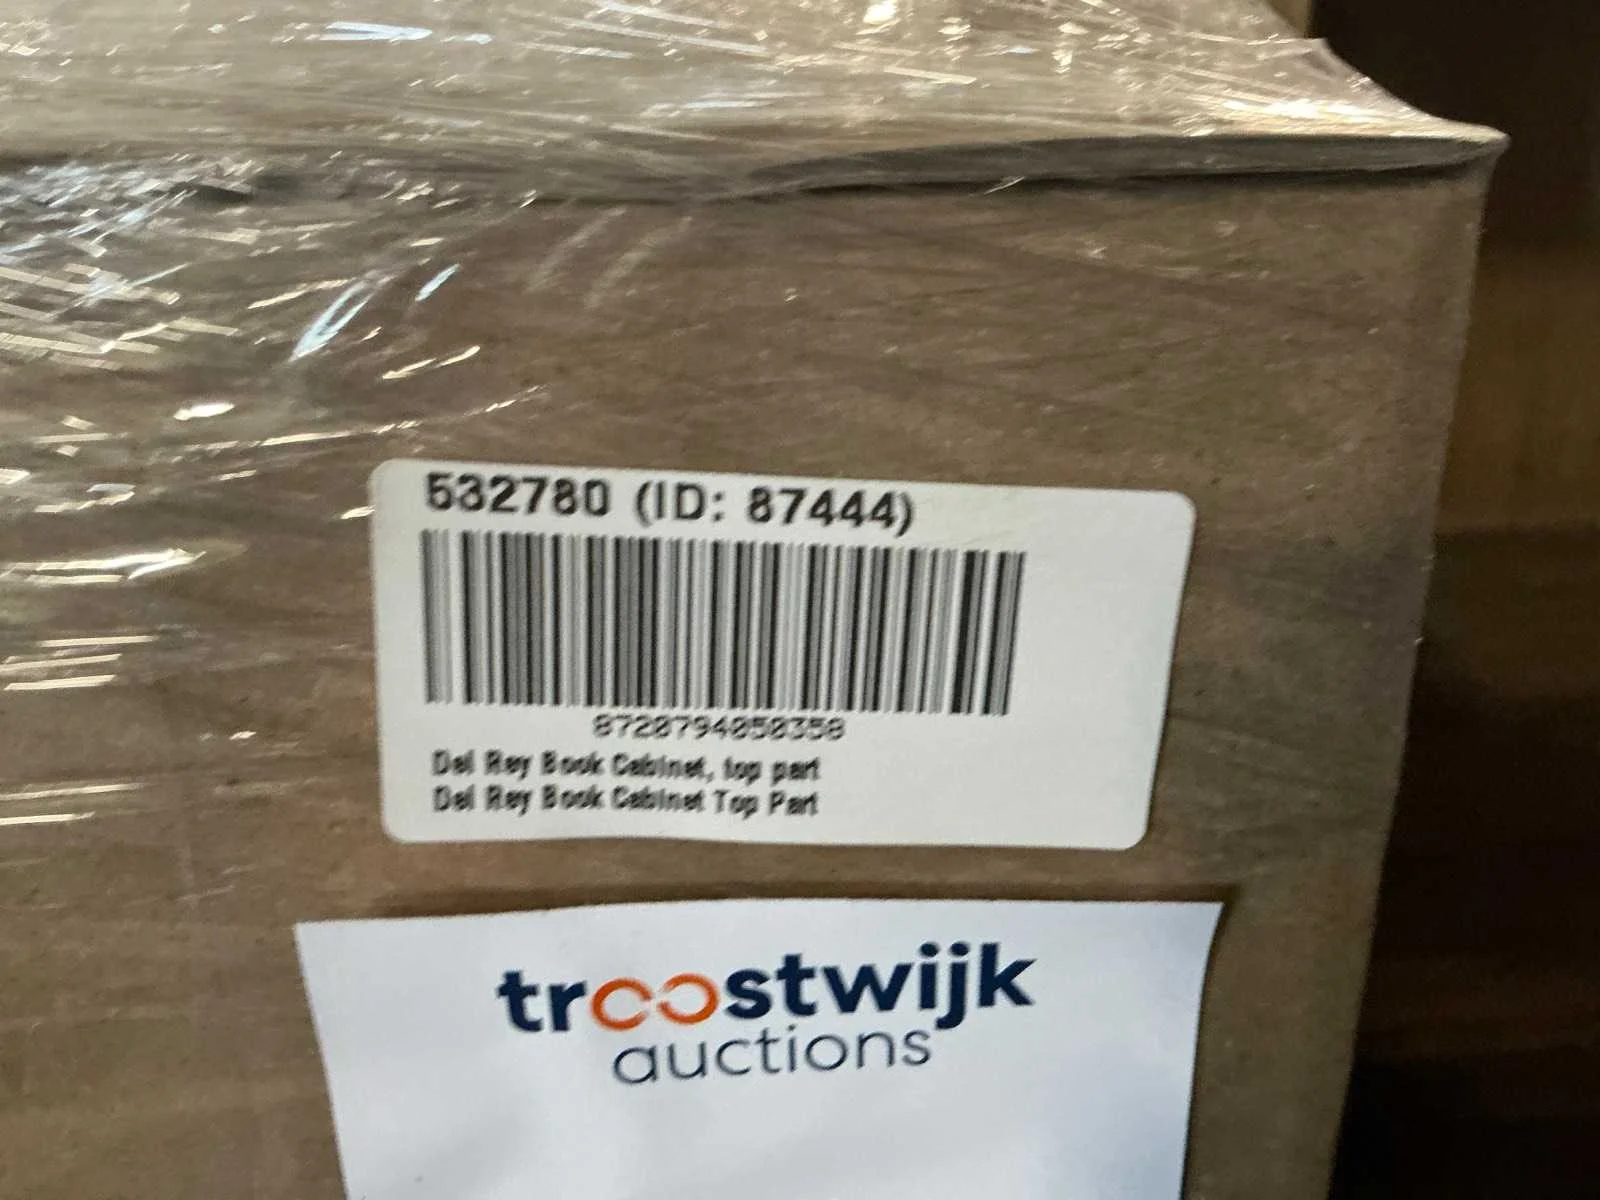 532780 (ID: 87444)
8720794050358
Del Rey Book Cabinet, top part
Del Rey Book Cabinet Top Part
troostwijk
auctions